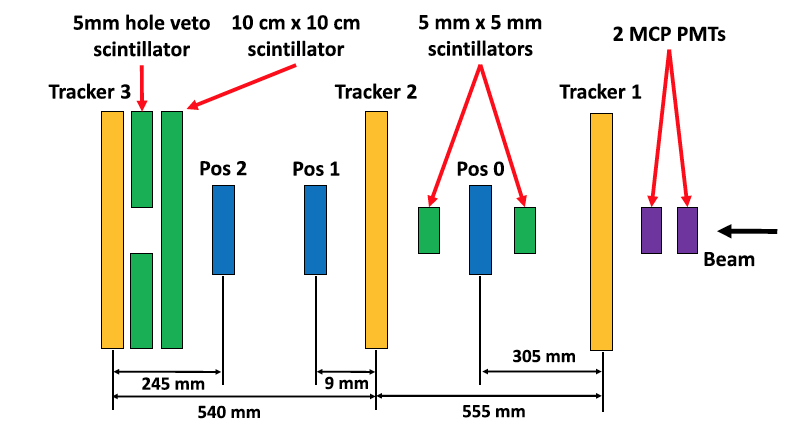 5mm hole veto
scintillator
10 cm x 10 cm
scintillator
5 mm x 5 mm
scintillators
2 MCP PMTs
Tracker 3
Tracker 2
Tracker 1
Pos 2
Pos 1
Pos 0
Beam
305 mm
245 mm
9 mm
540 mm
555 mm